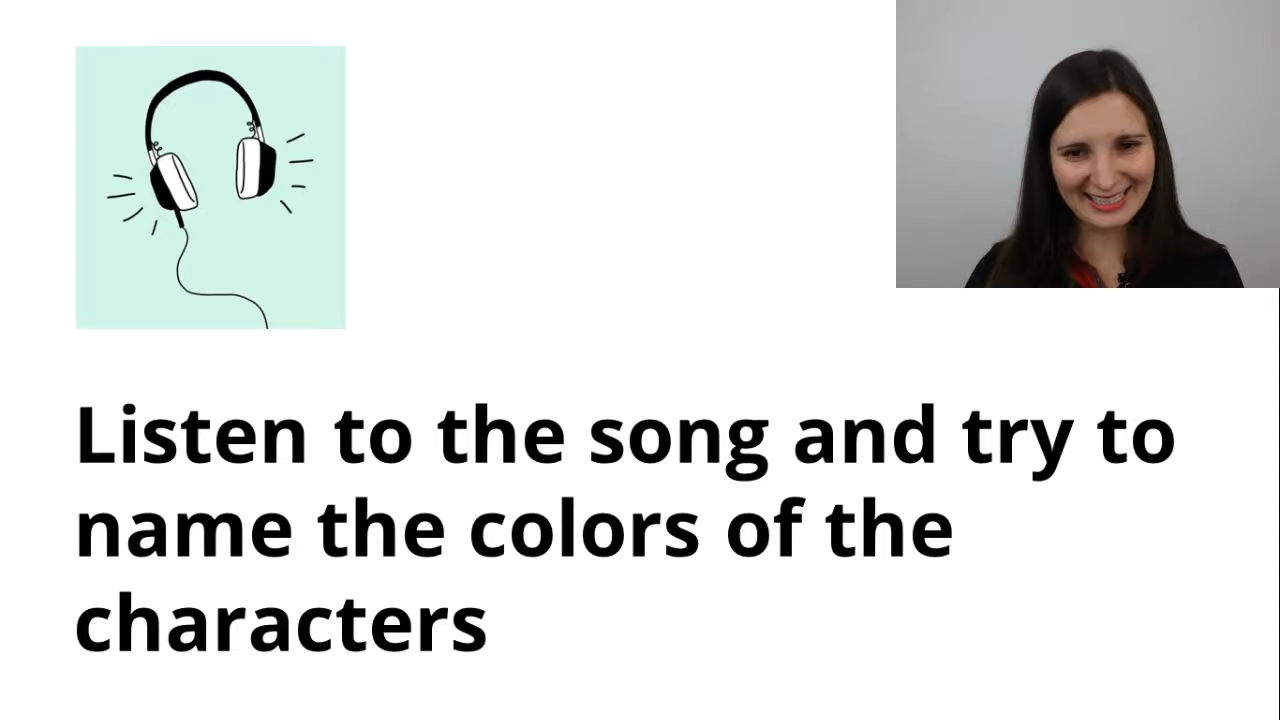 Listen to the song and try to
name the colors of the
characters